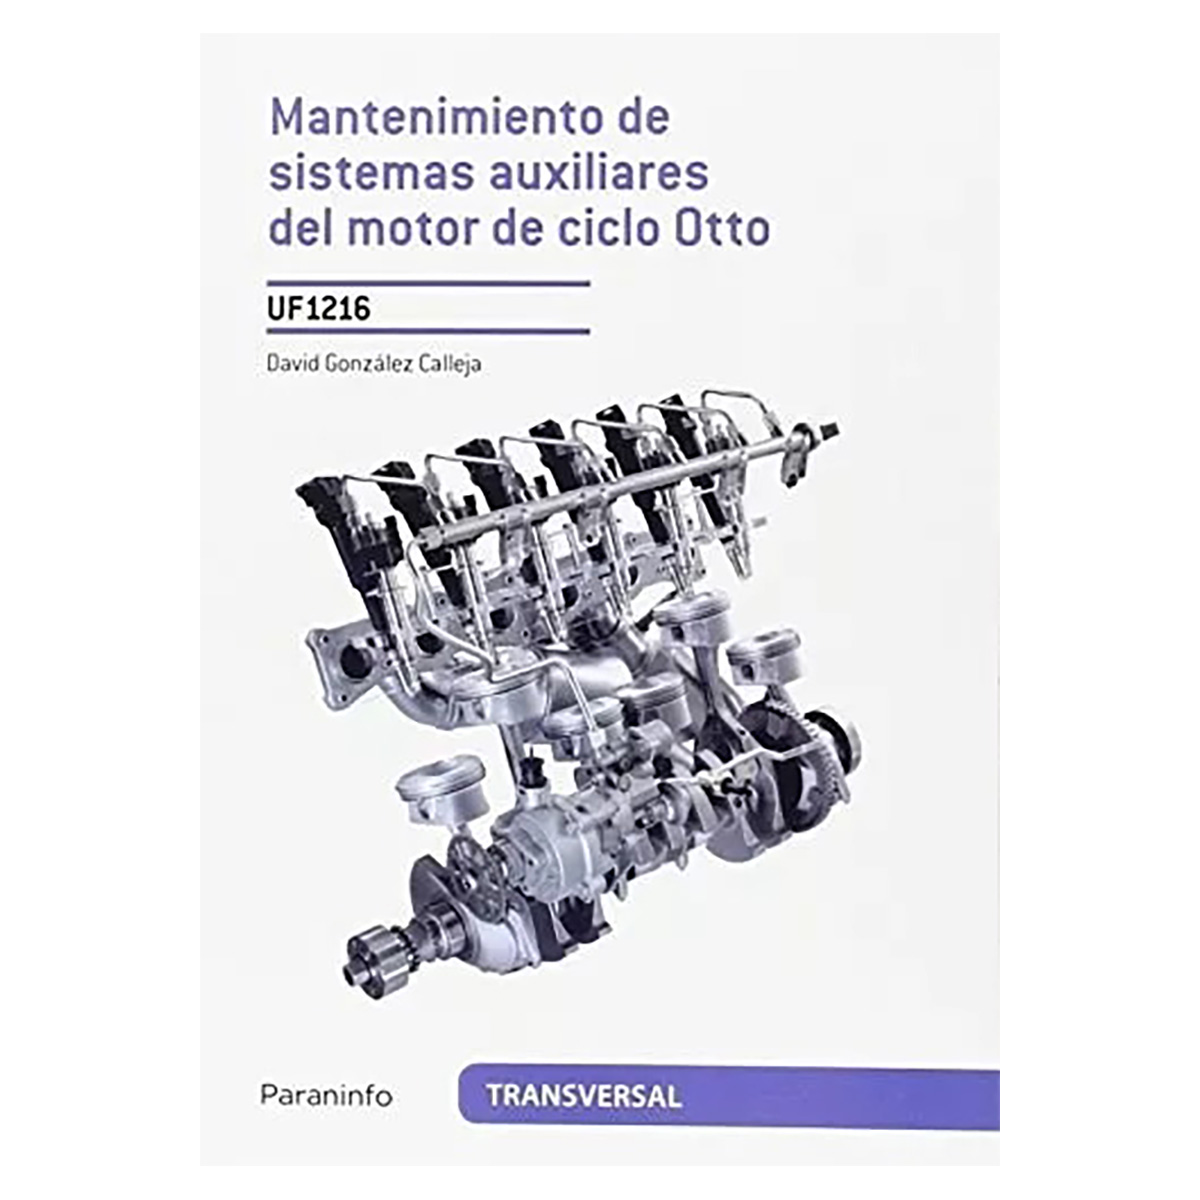 Mantenimiento de
sistemas auxiliares
del motor de ciclo Otto
UF1216
David González Calleja
Paraninfo
TRANSVERSAL